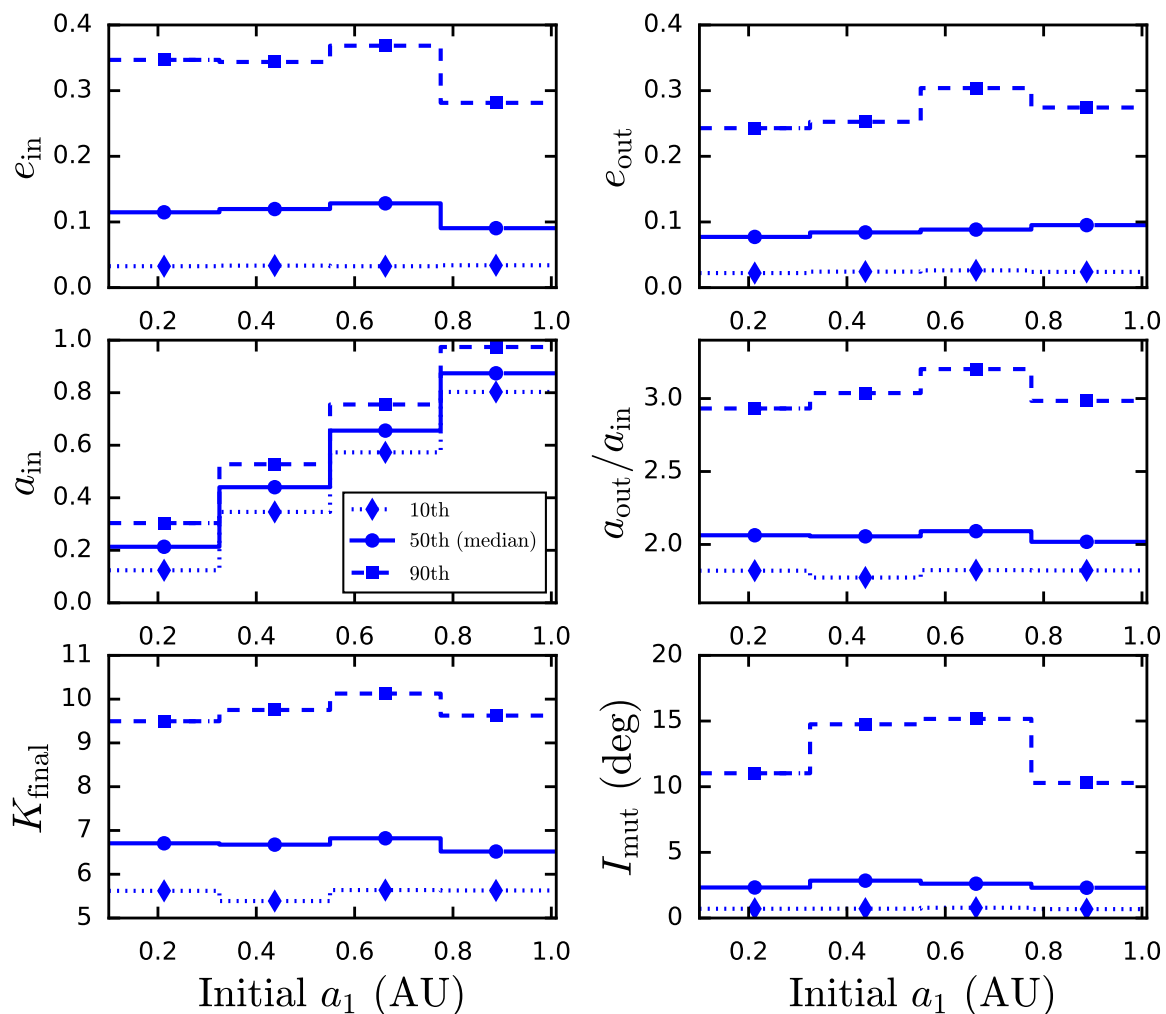 0.4 0.3 0.2 0.1 0.0
e_in
0.2 0.4 0.6 0.8 1.0
0.4 0.3 0.2 0.1 0.0
e_out
0.2 0.4 0.6 0.8 1.0
1.0 0.8 0.6 0.4 0.2 0.0
a_in
10th
50th (median)
90th
0.2 0.4 0.6 0.8 1.0
3.0 2.5 2.0
a_out/a_in
0.2 0.4 0.6 0.8 1.0
11 10 9 8 7 6 5
K_final
0.2 0.4 0.6 0.8 1.0
Initial a_1 (AU)
20 15 10 5 0
I_mut (deg)
0.2 0.4 0.6 0.8 1.0
Initial a_1 (AU)